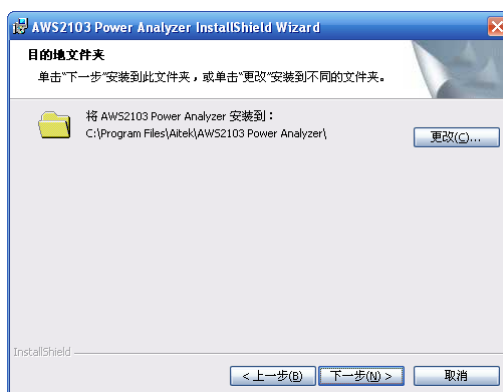 AWS2103 Power Analyzer InstallShield Wizard
目的地文件夹
单击"下一步"安装到此文件夹，或单击"更改"安装到不同的文件夹。
将 AWS2103 Power Analyzer 安装到：
C:\Program Files\Aitek\AWS2103 Power Analyzer\
更改(C)...
InstallShield
< 上一步(B)
下一步(N) >
取消